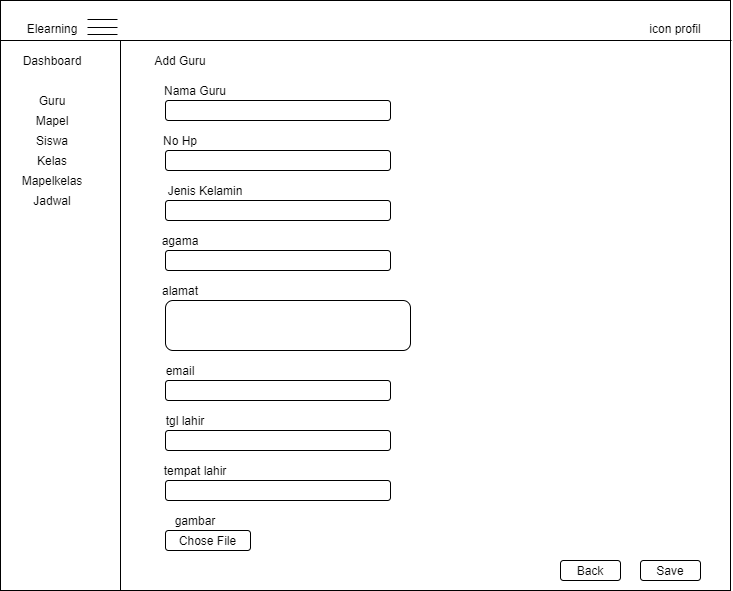 Elearning
icon profil
Dashboard
Guru
Mapel
Siswa
Kelas
Mapelkelas
Jadwal
Add Guru
Nama Guru
No Hp
Jenis Kelamin
agama
alamat
email
tgl lahir
tempat lahir
gambar
Chose File
Back
Save